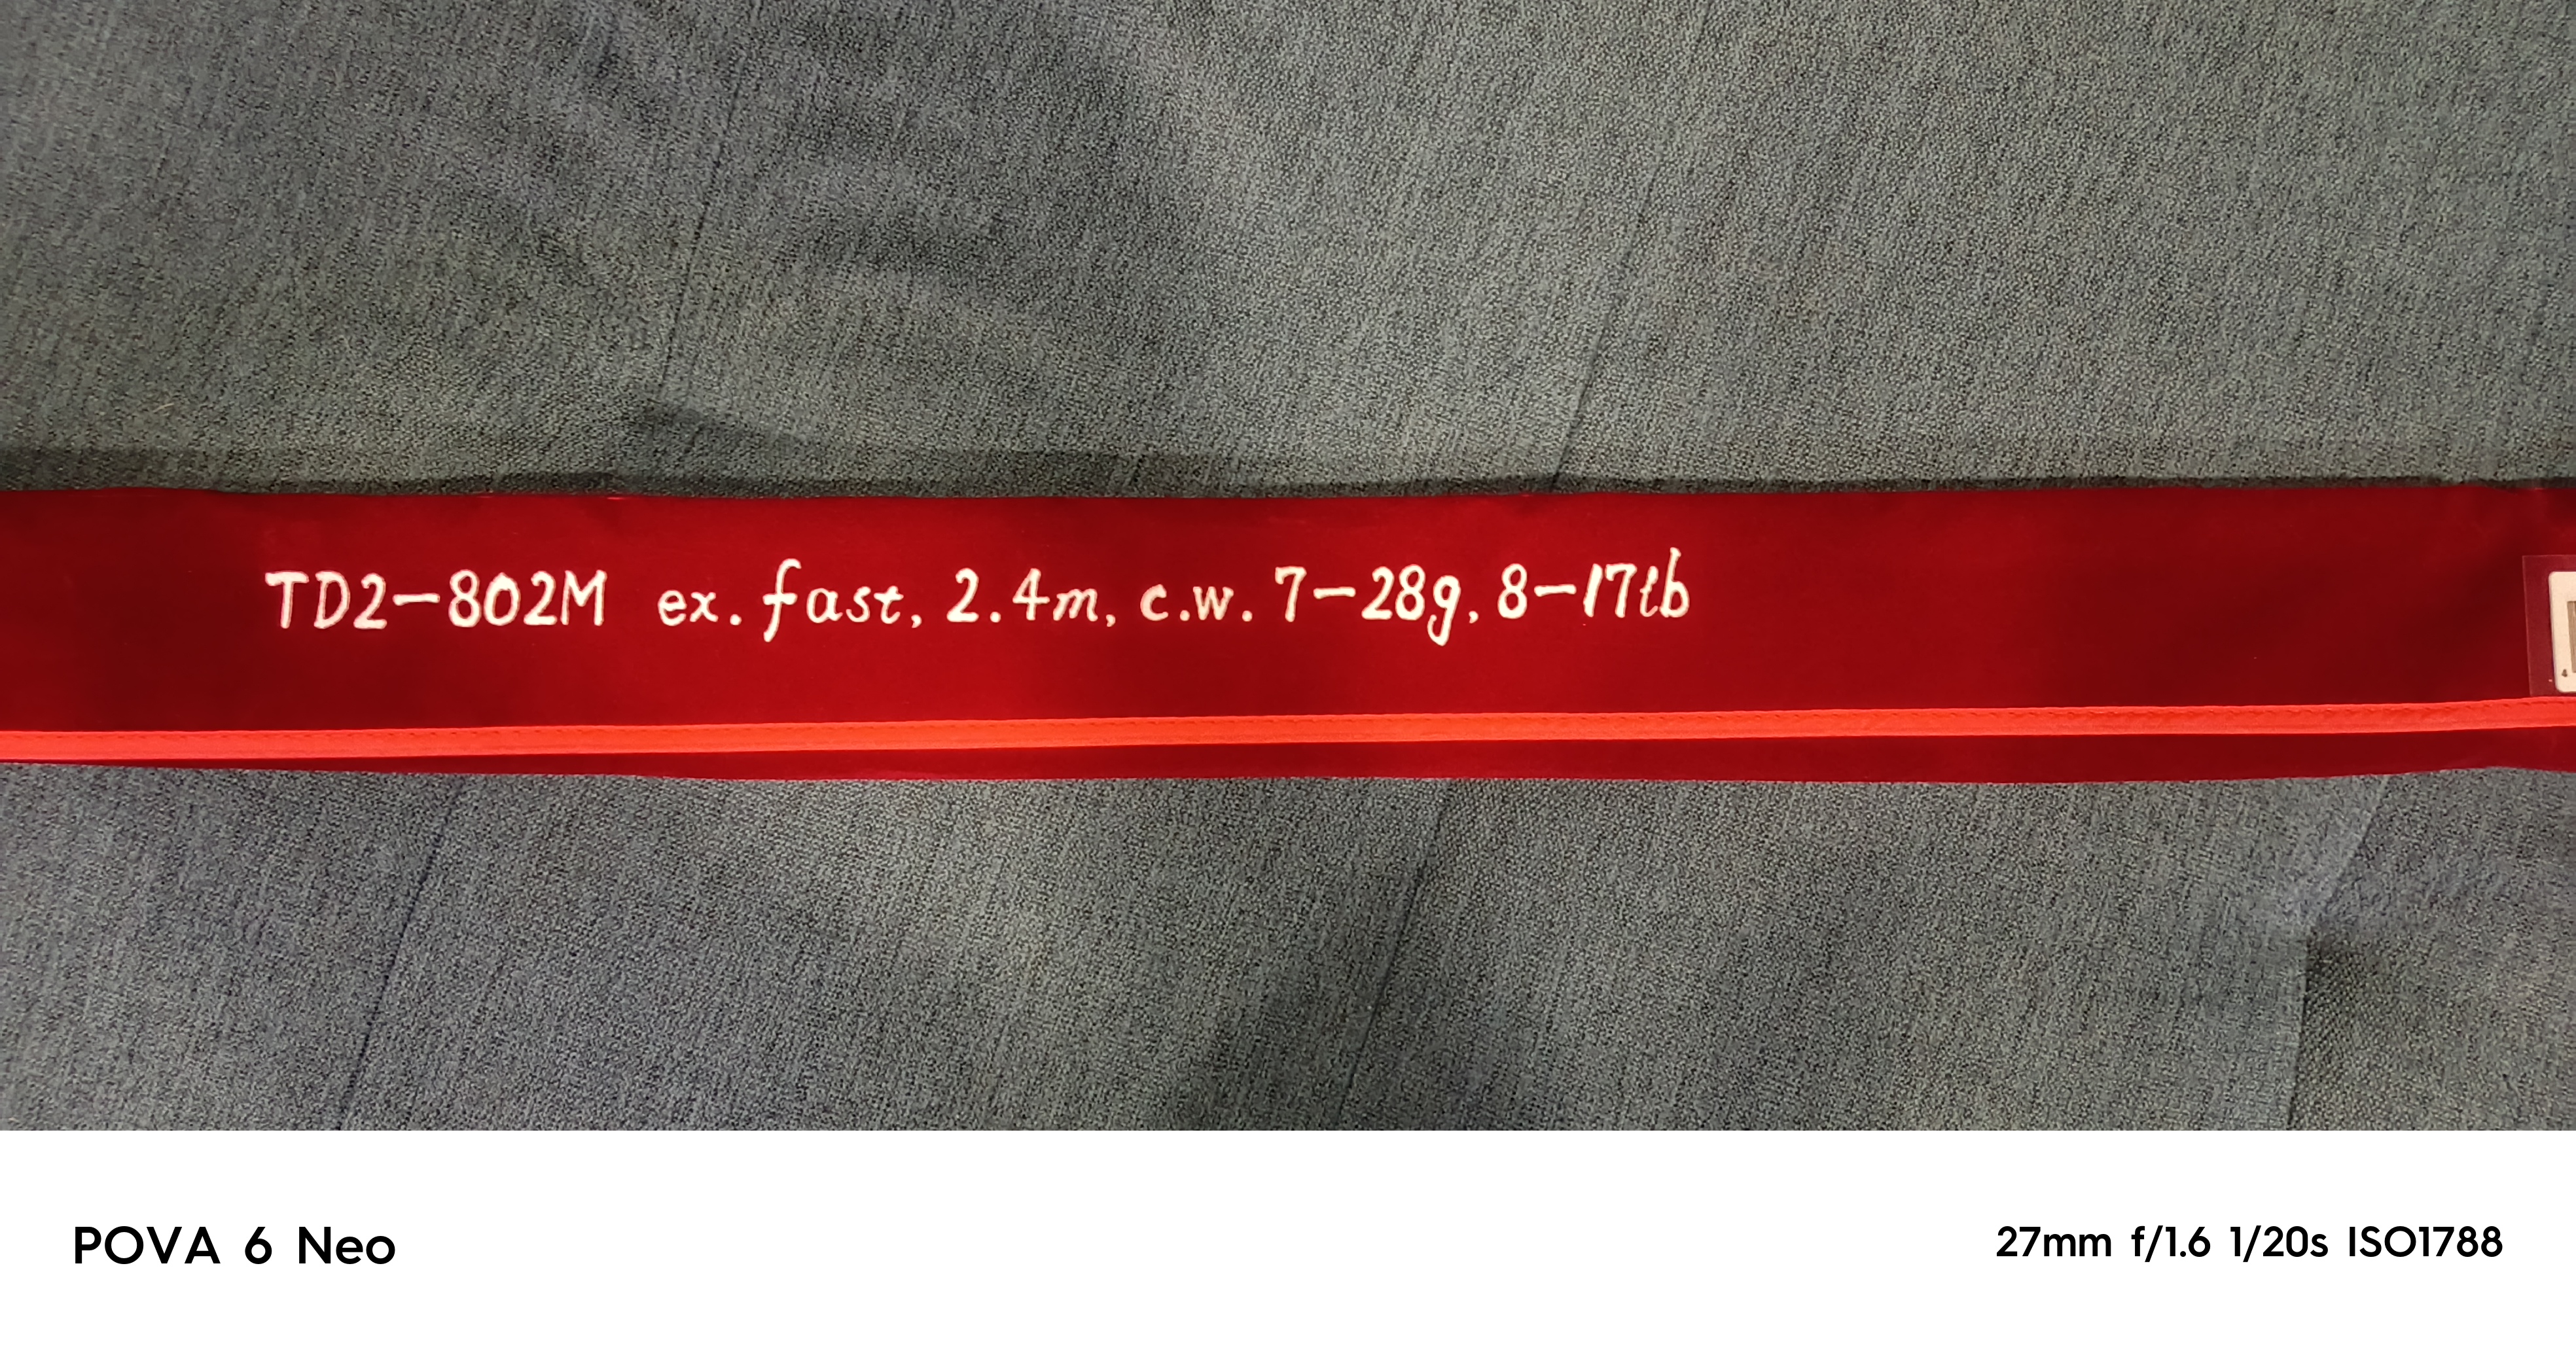 TD2-802M ex. fast, 2.4m, c.w. 7-28g, 8-17lb
4
POVA 6 Neo
27mm f/1.6 1/20s ISO1788